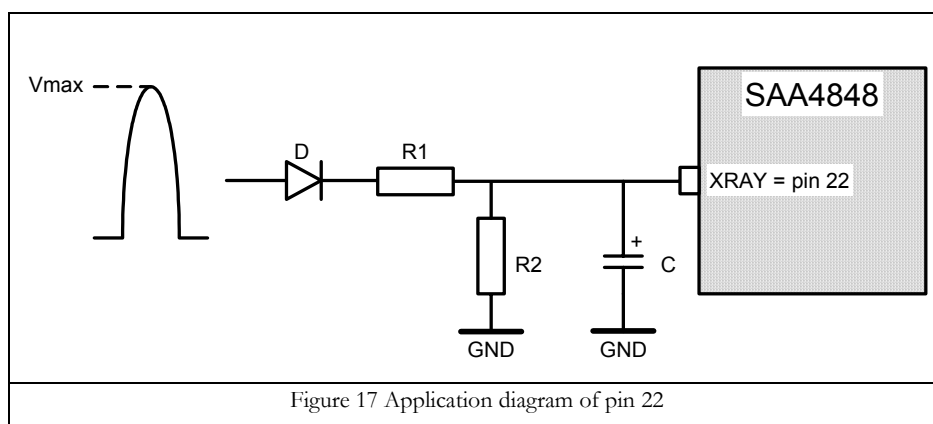 Vmax
SAA4848
D
R1
XRAY = pin 22
+
R2
C
GND
GND
Figure 17 Application diagram of pin 22